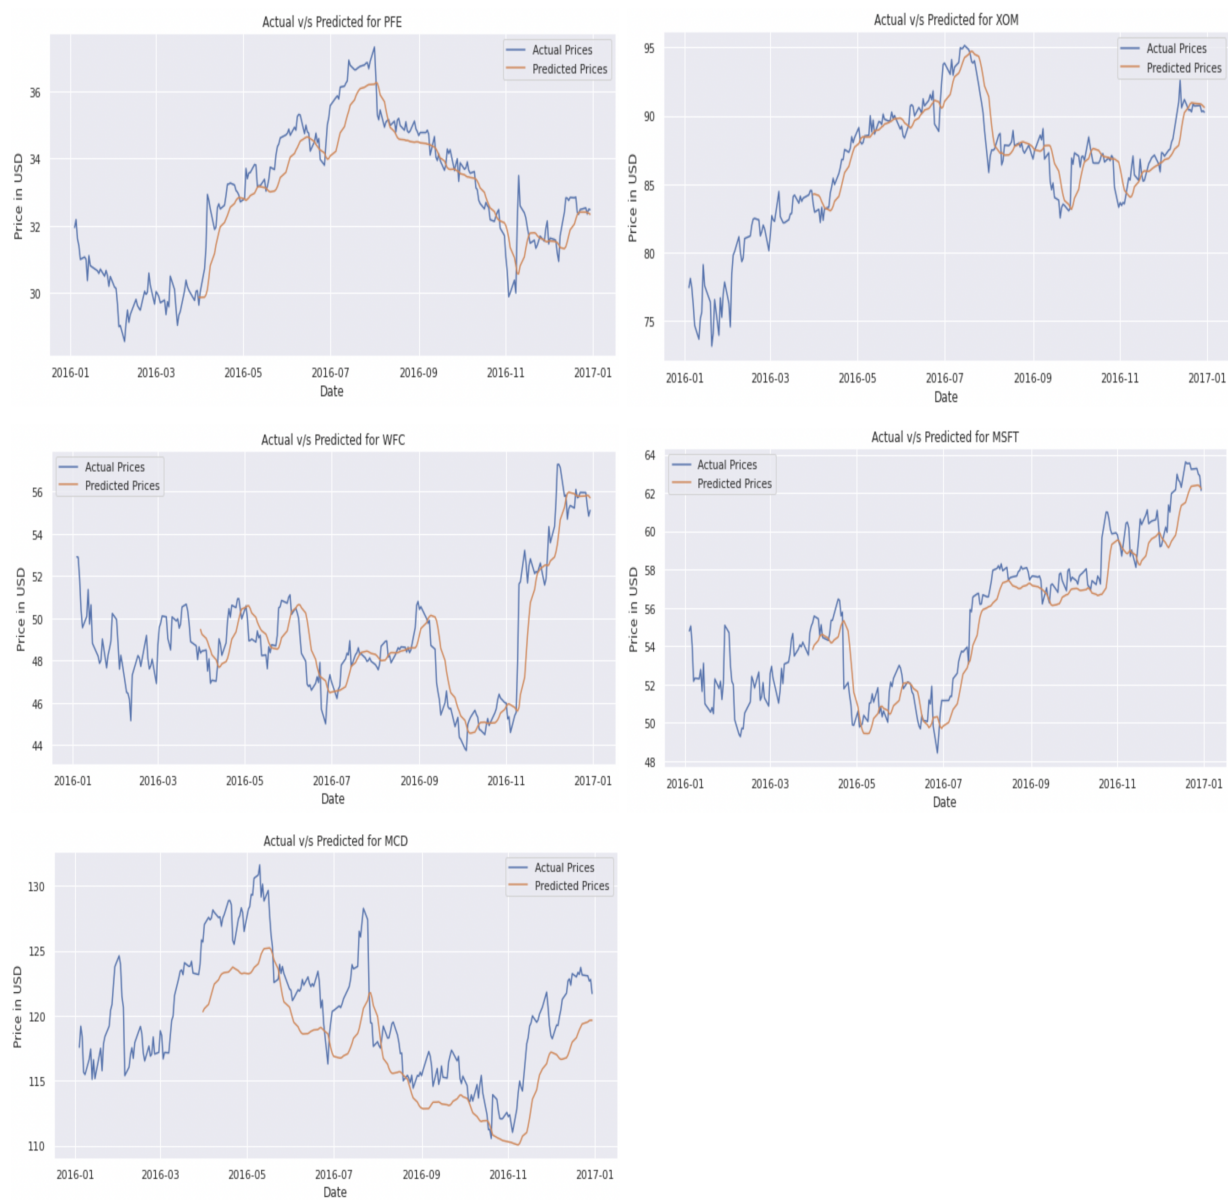 Actual v/s Predicted for PFE
Actual Prices
Predicted Prices
Price in USD
36
34
32
30
2016-01 2016-03 2016-05 2016-07 2016-09 2016-11 2017-01
Date
Actual v/s Predicted for XOM
Actual Prices
Predicted Prices
Price in USD
95
90
85
80
75
2016-01 2016-03 2016-05 2016-07 2016-09 2016-11 2017-01
Date
Actual v/s Predicted for WFC
Actual Prices
Predicted Prices
Price in USD
56
54
52
50
48
46
44
2016-01 2016-03 2016-05 2016-07 2016-09 2016-11 2017-01
Date
Actual v/s Predicted for MSFT
Actual Prices
Predicted Prices
Price in USD
64
62
60
58
56
54
52
50
48
2016-01 2016-03 2016-05 2016-07 2016-09 2016-11 2017-01
Date
Actual v/s Predicted for MCD
Actual Prices
Predicted Prices
Price in USD
130
125
120
115
110
2016-01 2016-03 2016-05 2016-07 2016-09 2016-11 2017-01
Date